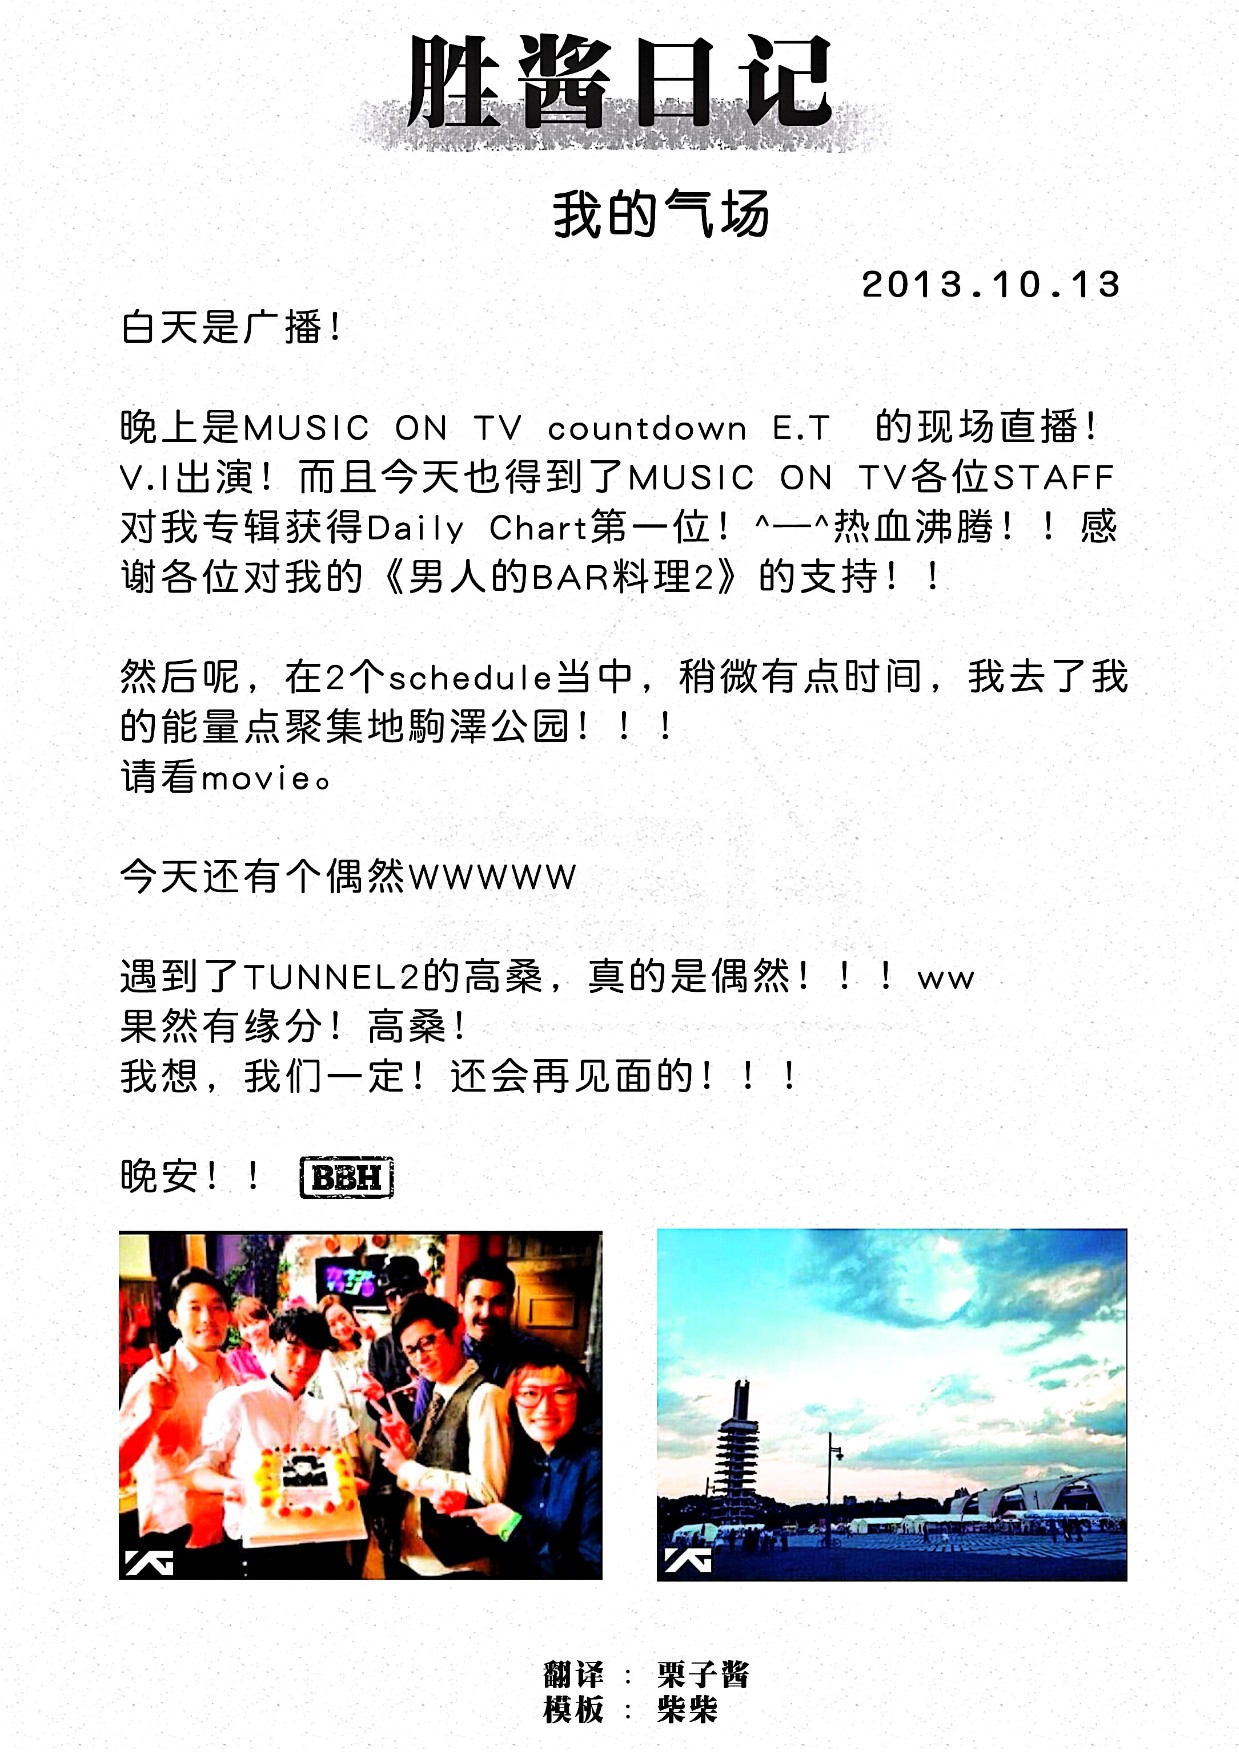 胜酱日记
我的气场
2013.10.13
白天是广播！
晚上是MUSIC ON TV countdown E.T 的现场直播！
V.I出演！而且今天也得到了MUSIC ON TV各位STAFF
对我专辑获得Daily Chart第一位！^—^热血沸腾！！感
谢各位对我的《男人的BAR料理2》的支持！！
然后呢，在2个schedule当中，稍微有点时间，我去了我
的能量点聚集地駒澤公园！！！
请看movie。
今天还有个偶然WWWWW
遇到了TUNNEL2的高桑，真的是偶然！！！ww
果然有缘分！高桑！
我想，我们一定！还会再见面的！！！
晚安！！ BBH
YG
YG
翻译 ： 栗子酱
模板 ： 柴柴